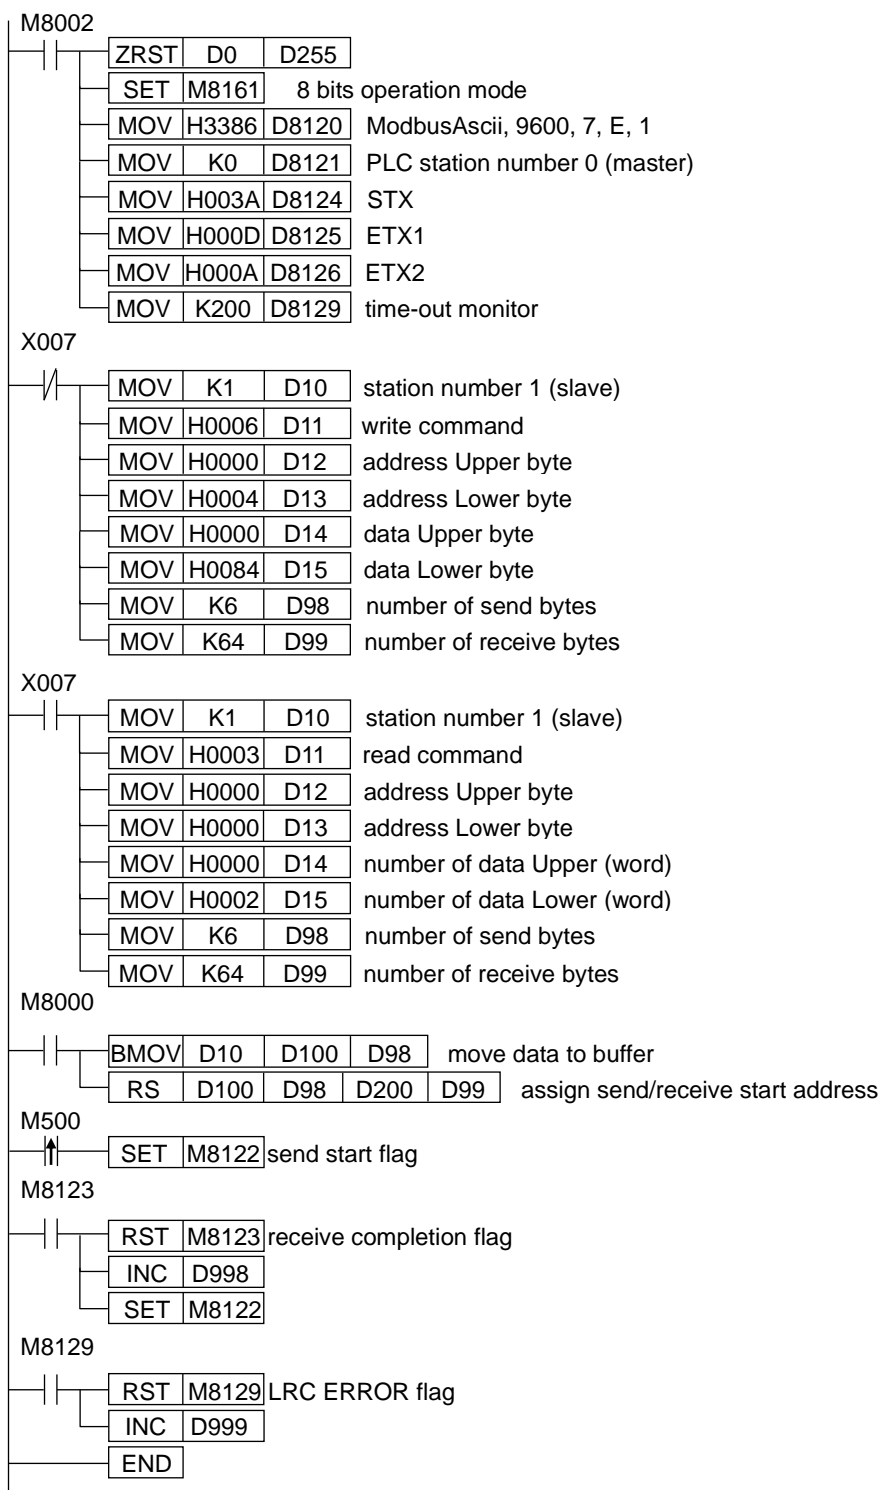 M8002
ZRST D0 D255
SET M8161 8 bits operation mode
MOV H3386 D8120 ModbusAscii, 9600, 7, E, 1
MOV K0 D8121 PLC station number 0 (master)
MOV H003A D8124 STX
MOV H000D D8125 ETX1
MOV H000A D8126 ETX2
MOV K200 D8129 time-out monitor
X007
MOV K1 D10 station number 1 (slave)
MOV H0006 D11 write command
MOV H0000 D12 address Upper byte
MOV H0004 D13 address Lower byte
MOV H0000 D14 data Upper byte
MOV H0084 D15 data Lower byte
MOV K6 D98 number of send bytes
MOV K64 D99 number of receive bytes
X007
MOV K1 D10 station number 1 (slave)
MOV H0003 D11 read command
MOV H0000 D12 address Upper byte
MOV H0000 D13 address Lower byte
MOV H0000 D14 number of data Upper (word)
MOV H0002 D15 number of data Lower (word)
MOV K6 D98 number of send bytes
MOV K64 D99 number of receive bytes
M8000
BMOV D10 D100 D98 move data to buffer
RS D100 D98 D200 D99 assign send/receive start address
M500
SET M8122 send start flag
M8123
RST M8123 receive completion flag
INC D998
SET M8122
M8129
RST M8129 LRC ERROR flag
INC D999
END